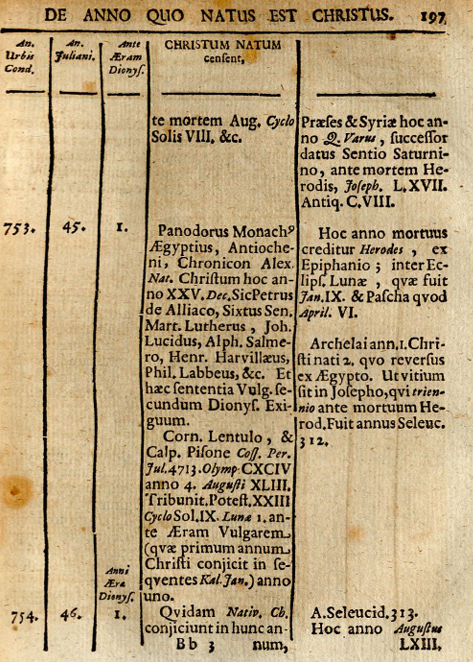 DE ANNO QUO NATUS EST CHRISTUS. 197
An. Urbis Cond.
An. Juliani.
Ante Æram Dionys.
CHRISTUM NATUM
censent,
te mortem Aug. Cyclo
Solis VIII. &c.
Præses & Syriæ hoc an-
no Q. Varus, successor
datus Sentio Saturni-
no, ante mortem He-
rodis, Joseph. L.XVII.
Antiq. C.VIII.
753. 45. 1.
Panodorus Monachꝰ
Ægyptius, Antioche-
ni, Chronicon Alex.
Nat. Christum hoc an-
no XXV. Dec. Sic Petrus
de Alliaco, Sixtus Sen.
Mart. Lutherus, Joh.
Lucidus, Alph. Salme-
ro, Henr. Harvillæus,
Phil. Labbeus, &c. Et
hæc sententia Vulg. se-
cundum Dionys. Exi-
guum.
Corn. Lentulo, &
Calp. Pisone Coss. Per.
Jul. 4713. Olymp. CXCIV
anno 4. Augusti XLIII.
Tribunit. Potest. XXIII
Cyclo Sol. IX. Lunæ 1. an-
te Æram Vulgarem
(qvæ primum annum
Christi conjicit in se-
qventes Kal. Jan.) anno
uno.
Hoc anno mortuus
creditur Herodes, ex
Epiphanio; inter Ec-
lips. Lunæ, qvæ fuit
Jan. IX. & Pascha qvod
April. VI.
Archelai ann. 1. Chri-
sti nati 2. qvo reversus
ex Ægypto. Ut vitium
sit in Josepho, qui trien-
nio ante mortuum He-
rod. Fuit annus Seleuc.
312.
Anni Æræ Dionys.
754. 46. 1.
Qvidam Nativ. Ch.
conjiciunt in hunc an-
A. Seleucid. 313.
Hoc anno Augustus
Bb 3 num,
LXIII,